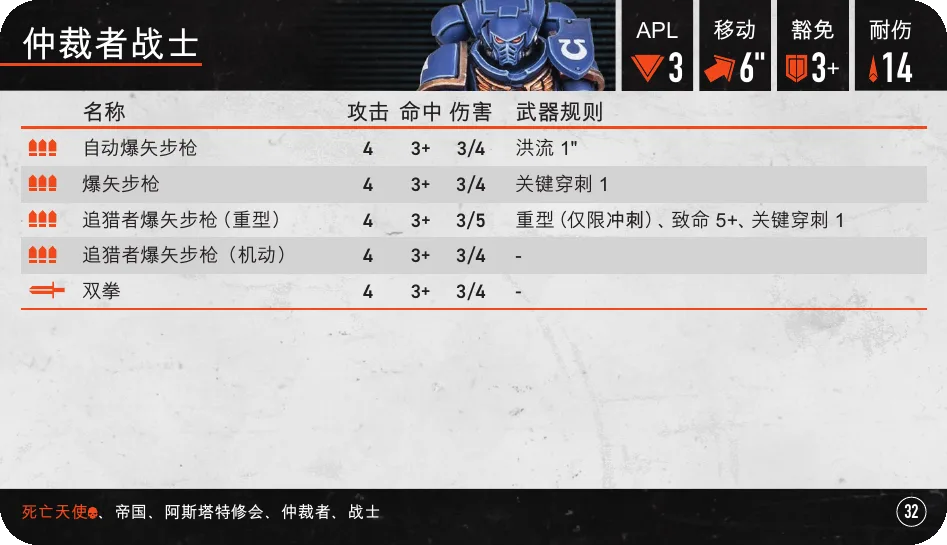 仲裁者战士
APL 移动 豁免 耐伤
3 6" 3+ 14
名称 攻击 命中 伤害 武器规则
自动爆矢步枪 4 3+ 3/4 洪流 1"
爆矢步枪 4 3+ 3/4 关键穿刺 1
追猎者爆矢步枪（重型） 4 3+ 3/5 重型（仅限冲刺）、致命 5+、关键穿刺 1
追猎者爆矢步枪（机动） 4 3+ 3/4 -
双拳 4 3+ 3/4 -
死亡天使、帝国、阿斯塔特修会、仲裁者、战士
32